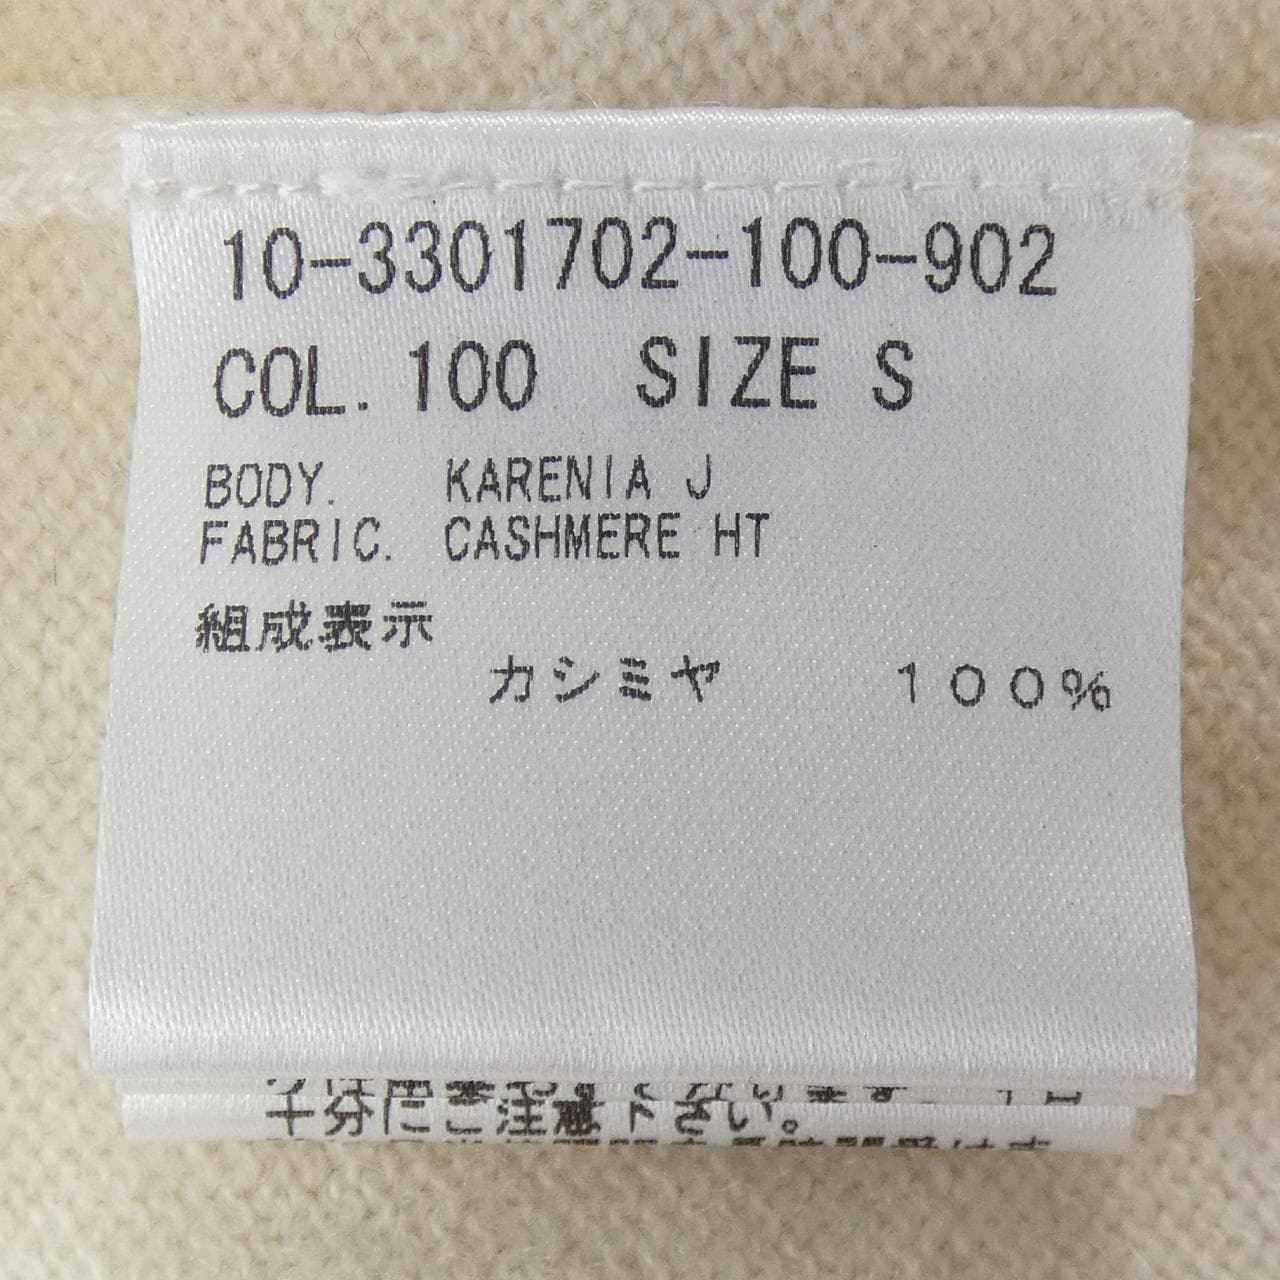 10-3301702-100-902
COL. 100 SIZE S
BODY. KARENIA J
FABRIC. CASHMERE HT
組成表示
カシミヤ １００％
十分にご注意下さい。